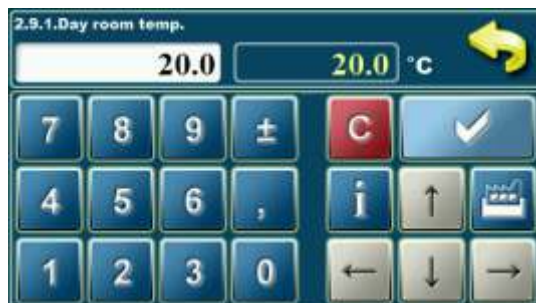 2.9.1.Day room temp.
20.0 20.0 °C
7 8 9 ± C
4 5 6 , i ↑
1 2 3 0 ← ↓ →